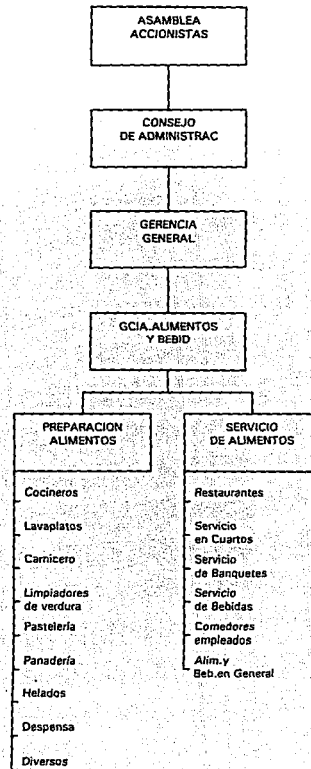 ASAMBLEA
ACCIONISTAS
CONSEJO
DE ADMINISTRAC
GERENCIA
GENERAL
GCIA.ALIMENTOS
Y BEBID
PREPARACION
ALIMENTOS
Cocineros
Lavaplatos
Carnicero
Limpiadores
de verdura
Pastelería
Panadería
Helados
Despensa
Diversos
SERVICIO
DE ALIMENTOS
Restaurantes
Servicio
en Cuartos
Servicio
de Banquetes
Servicio
de Bebidas
Comedores
empleados
Alim.y
Beb.en General